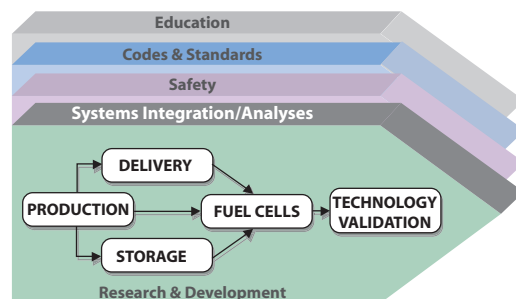 Education
Codes & Standards
Safety
Systems Integration/Analyses
DELIVERY
PRODUCTION
FUEL CELLS
TECHNOLOGY
VALIDATION
STORAGE
Research & Development